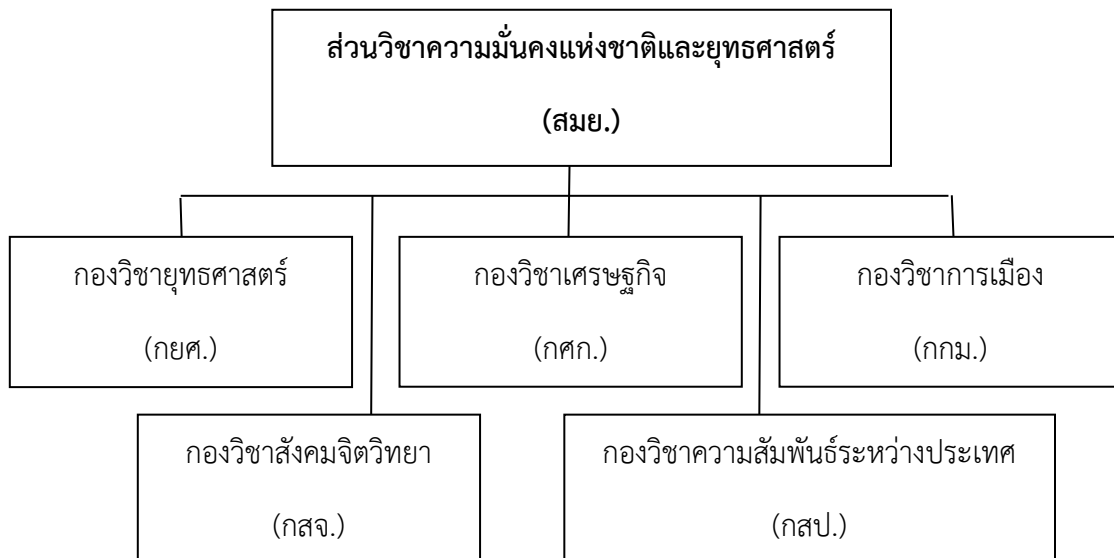 ส่วนวิชาความมั่นคงแห่งชาติและยุทธศาสตร์
(สมย.)
กองวิชายุทธศาสตร์
(กยศ.)
กองวิชาเศรษฐกิจ
(กศก.)
กองวิชาการเมือง
(กกม.)
กองวิชาสังคมจิตวิทยา
(กสจ.)
กองวิชาความสัมพันธ์ระหว่างประเทศ
(กสป.)